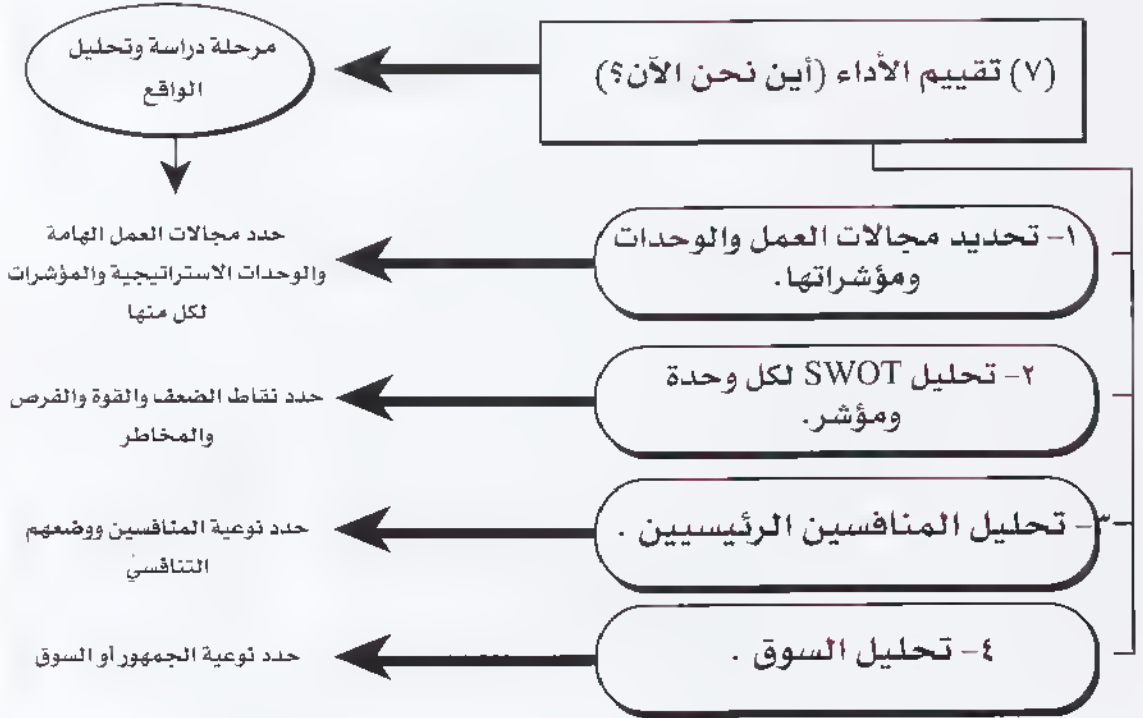 (٧) تقييم الأداء (أين نحن الآن؟)
مرحلة دراسة وتحليل
الواقع
١- تحديد مجالات العمل والوحدات
ومؤشراتها.
حدد مجالات العمل الهامة
والوحدات الاستراتيجية والمؤشرات
لكل منها
٢- تحليل SWOT لكل وحدة
ومؤشر.
حدد نقاط الضعف والقوة والفرص
والمخاطر
٣- تحليل المنافسين الرئيسيين .
حدد نوعية المنافسين ووضعهم
التنافسي
٤- تحليل السوق .
حدد نوعية الجمهور أو السوق